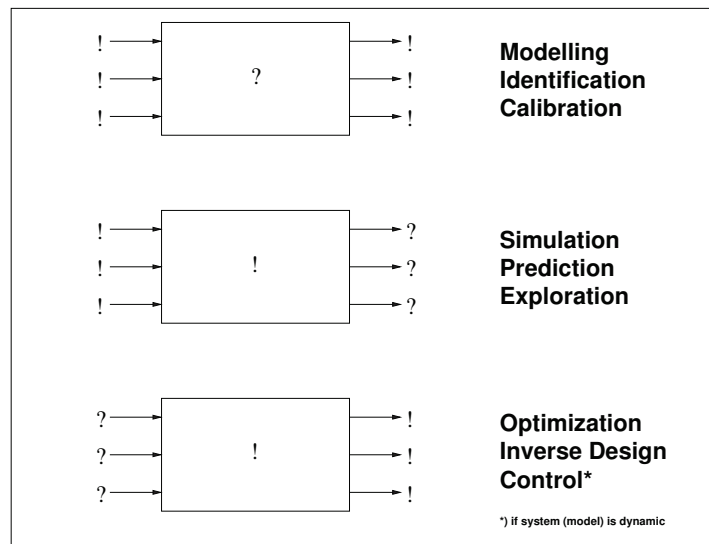 ! !
! ? !
! !
Modelling
Identification
Calibration
! ?
! ! ?
! ?
Simulation
Prediction
Exploration
? !
? ! !
? !
Optimization
Inverse Design
Control*
*) if system (model) is dynamic